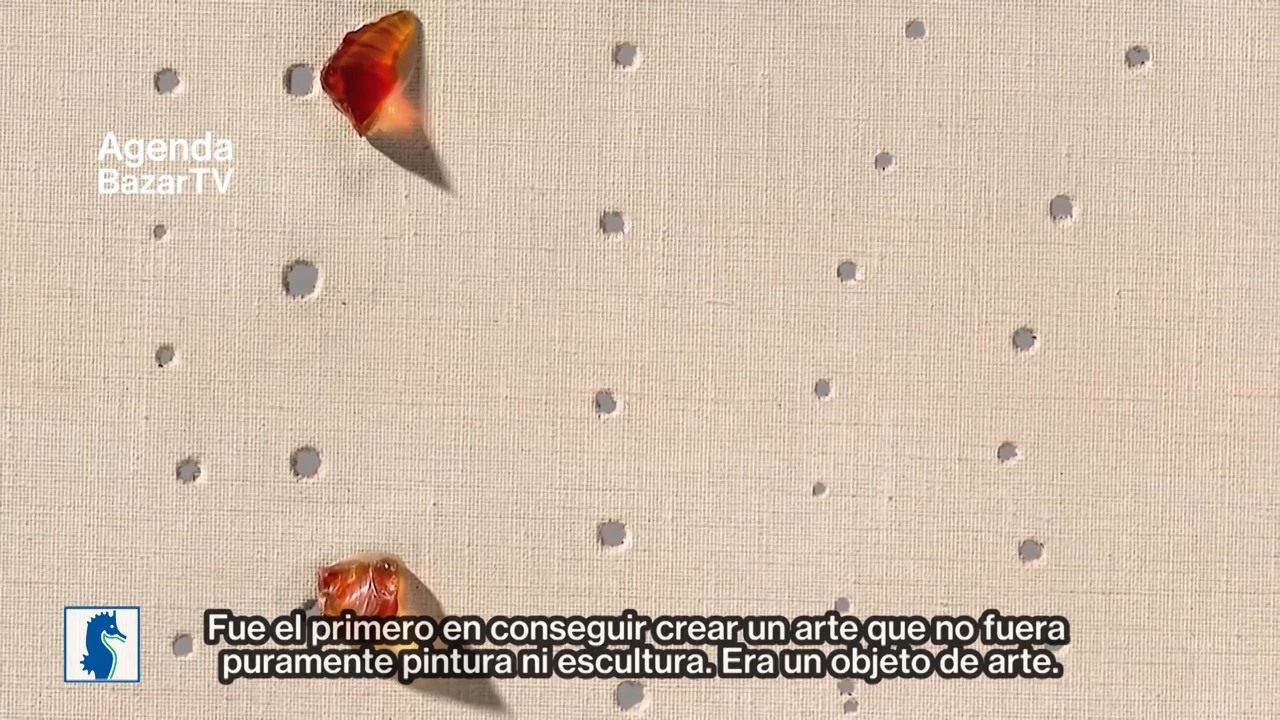 Agenda
BazarTV
Fue el primero en conseguir crear un arte que no fuera
puramente pintura ni escultura. Era un objeto de arte.